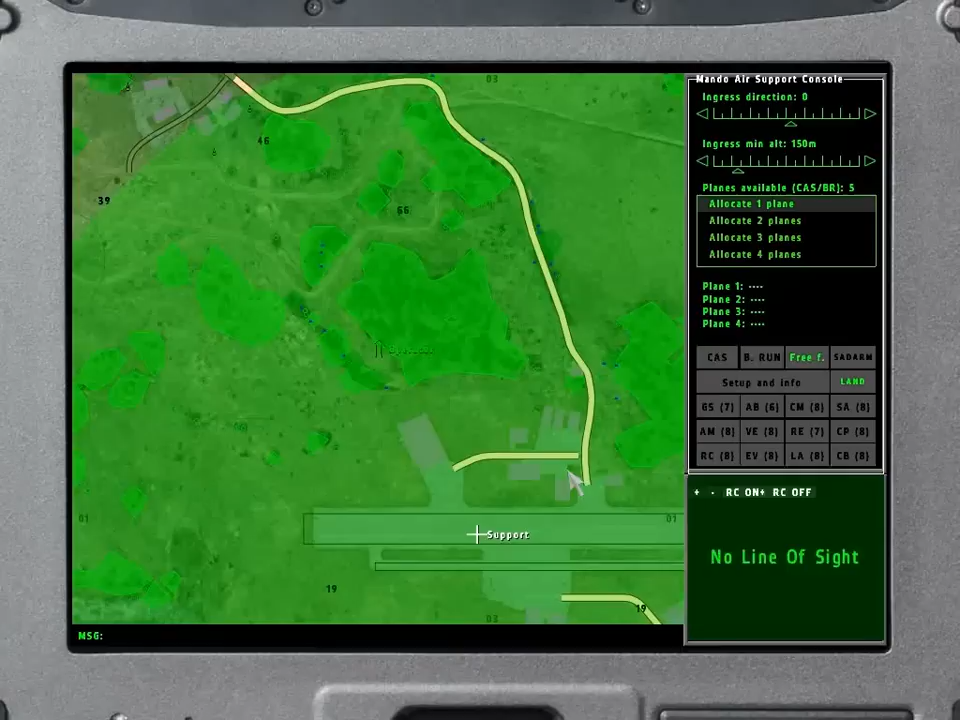 03
46
39
66
01
01
Support
19
19
03
MSG:
Mando Air Support Console
Ingress direction: 0
Ingress min alt: 150m
Planes available (CAS/BR): 5
Allocate 1 plane
Allocate 2 planes
Allocate 3 planes
Allocate 4 planes
Plane 1: ----
Plane 2: ----
Plane 3: ----
Plane 4: ----
CAS B. RUN Free f. SADARM
Setup and info LAND
GS (7) AB (6) CM (8) SA (8)
AM (8) VE (8) RE (7) CP (8)
RC (8) EV (8) LA (8) CB (8)
+ - RC ON+ RC OFF
No Line Of Sight